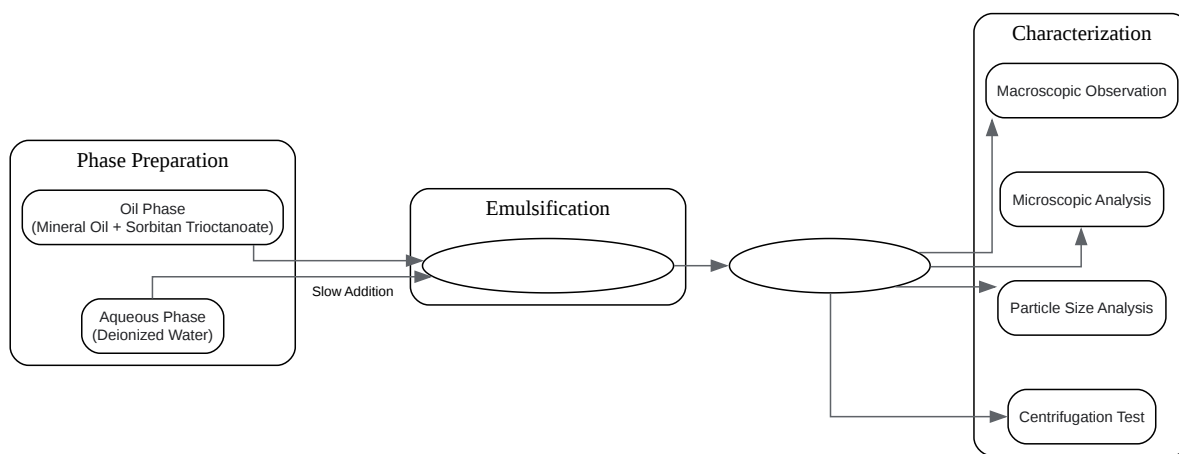 Phase Preparation
Oil Phase
(Mineral Oil + Sorbitan Trioctanoate)
Aqueous Phase
(Deionized Water)
Slow Addition
Emulsification
Characterization
Macroscopic Observation
Microscopic Analysis
Particle Size Analysis
Centrifugation Test